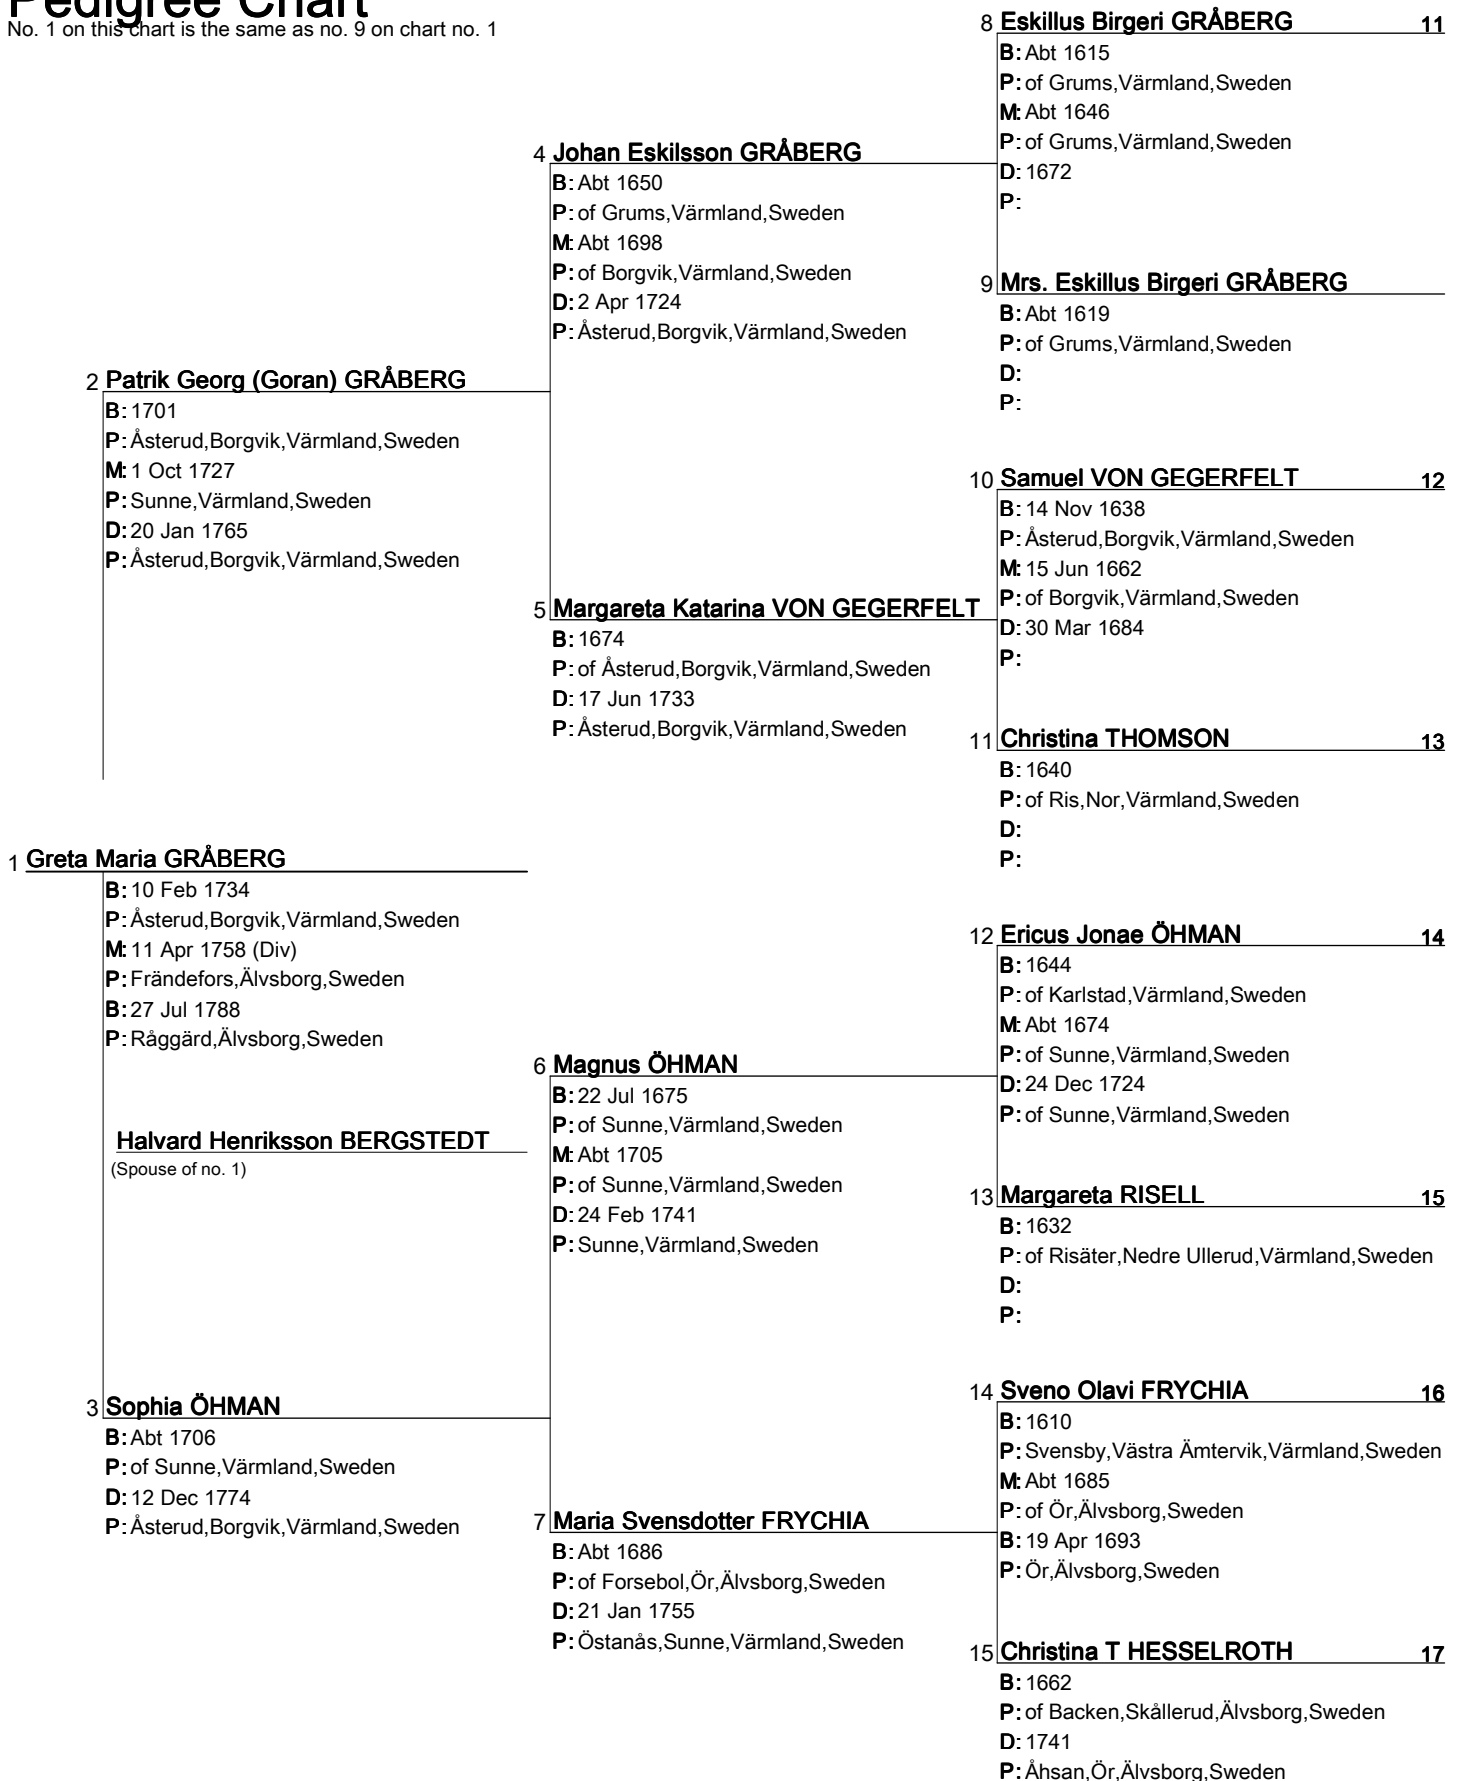 Pedigree Chart
No. 1 on this chart is the same as no. 9 on chart no. 1
8 Eskillus Birgeri GRÅBERG 11
B: Abt 1615
P: of Grums,Värmland,Sweden
M: Abt 1646
P: of Grums,Värmland,Sweden
D: 1672
P:
4 Johan Eskilsson GRÅBERG
B: Abt 1650
P: of Grums,Värmland,Sweden
M: Abt 1698
P: of Borgvik,Värmland,Sweden
D: 2 Apr 1724
P: Åsterud,Borgvik,Värmland,Sweden
9 Mrs. Eskillus Birgeri GRÅBERG
B: Abt 1619
P: of Grums,Värmland,Sweden
D:
P:
2 Patrik Georg (Goran) GRÅBERG
B: 1701
P: Åsterud,Borgvik,Värmland,Sweden
M: 1 Oct 1727
P: Sunne,Värmland,Sweden
D: 20 Jan 1765
P: Åsterud,Borgvik,Värmland,Sweden
10 Samuel VON GEGERFELT 12
B: 14 Nov 1638
P: Åsterud,Borgvik,Värmland,Sweden
M: 15 Jun 1662
P: of Borgvik,Värmland,Sweden
D: 30 Mar 1684
P:
5 Margareta Katarina VON GEGERFELT
B: 1674
P: of Åsterud,Borgvik,Värmland,Sweden
D: 17 Jun 1733
P: Åsterud,Borgvik,Värmland,Sweden
11 Christina THOMSON 13
B: 1640
P: of Ris,Nor,Värmland,Sweden
D:
P:
1 Greta Maria GRÅBERG
B: 10 Feb 1734
P: Åsterud,Borgvik,Värmland,Sweden
M: 11 Apr 1758 (Div)
P: Frändefors,Älvsborg,Sweden
B: 27 Jul 1788
P: Råggärd,Älvsborg,Sweden
Halvard Henriksson BERGSTEDT
(Spouse of no. 1)
12 Ericus Jonae ÖHMAN 14
B: 1644
P: of Karlstad,Värmland,Sweden
M: Abt 1674
P: of Sunne,Värmland,Sweden
D: 24 Dec 1724
P: of Sunne,Värmland,Sweden
6 Magnus ÖHMAN
B: 22 Jul 1675
P: of Sunne,Värmland,Sweden
M: Abt 1705
P: of Sunne,Värmland,Sweden
D: 24 Feb 1741
P: Sunne,Värmland,Sweden
13 Margareta RISELL 15
B: 1632
P: of Risäter,Nedre Ullerud,Värmland,Sweden
D:
P:
3 Sophia ÖHMAN
B: Abt 1706
P: of Sunne,Värmland,Sweden
D: 12 Dec 1774
P: Åsterud,Borgvik,Värmland,Sweden
14 Sveno Olavi FRYCHIA 16
B: 1610
P: Svensby,Västra Ämtervik,Värmland,Sweden
M: Abt 1685
P: of Ör,Älvsborg,Sweden
B: 19 Apr 1693
P: Ör,Älvsborg,Sweden
7 Maria Svensdotter FRYCHIA
B: Abt 1686
P: of Forsebol,Ör,Älvsborg,Sweden
D: 21 Jan 1755
P: Östanås,Sunne,Värmland,Sweden
15 Christina T HESSELROTH 17
B: 1662
P: of Backen,Skållerud,Älvsborg,Sweden
D: 1741
P: Åhsan,Ör,Älvsborg,Sweden